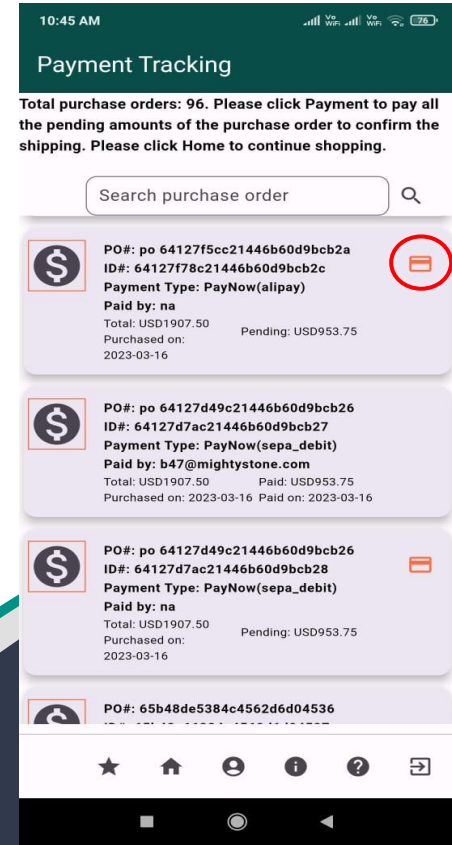 10:45 AM Vo WiFi Vo WiFi 76
Payment Tracking
Total purchase orders: 96. Please click Payment to pay all
the pending amounts of the purchase order to confirm the
shipping. Please click Home to continue shopping.
Search purchase order
PO#: po 64127f5cc21446b60d9bcb2a
ID#: 64127f78c21446b60d9bcb2c
Payment Type: PayNow(alipay)
Paid by: na
Total: USD1907.50
Pending: USD953.75
Purchased on:
2023-03-16
PO#: po 64127d49c21446b60d9bcb26
ID#: 64127d7ac21446b60d9bcb27
Payment Type: PayNow(sepa_debit)
Paid by: b47@mightystone.com
Total: USD1907.50 Paid: USD953.75
Purchased on: 2023-03-16 Paid on: 2023-03-16
PO#: po 64127d49c21446b60d9bcb26
ID#: 64127d7ac21446b60d9bcb28
Payment Type: PayNow(sepa_debit)
Paid by: na
Total: USD1907.50
Pending: USD953.75
Purchased on:
2023-03-16
PO#: 65b48de5384c4562d6d04536